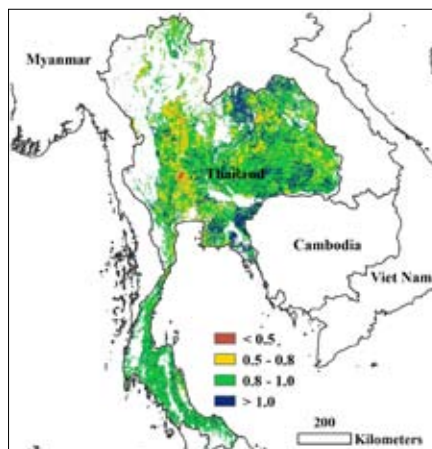 Myanmar
Thailand
Cambodia
Viet Nam
< 0.5
0.5 - 0.8
0.8 - 1.0
> 1.0
200
Kilometers